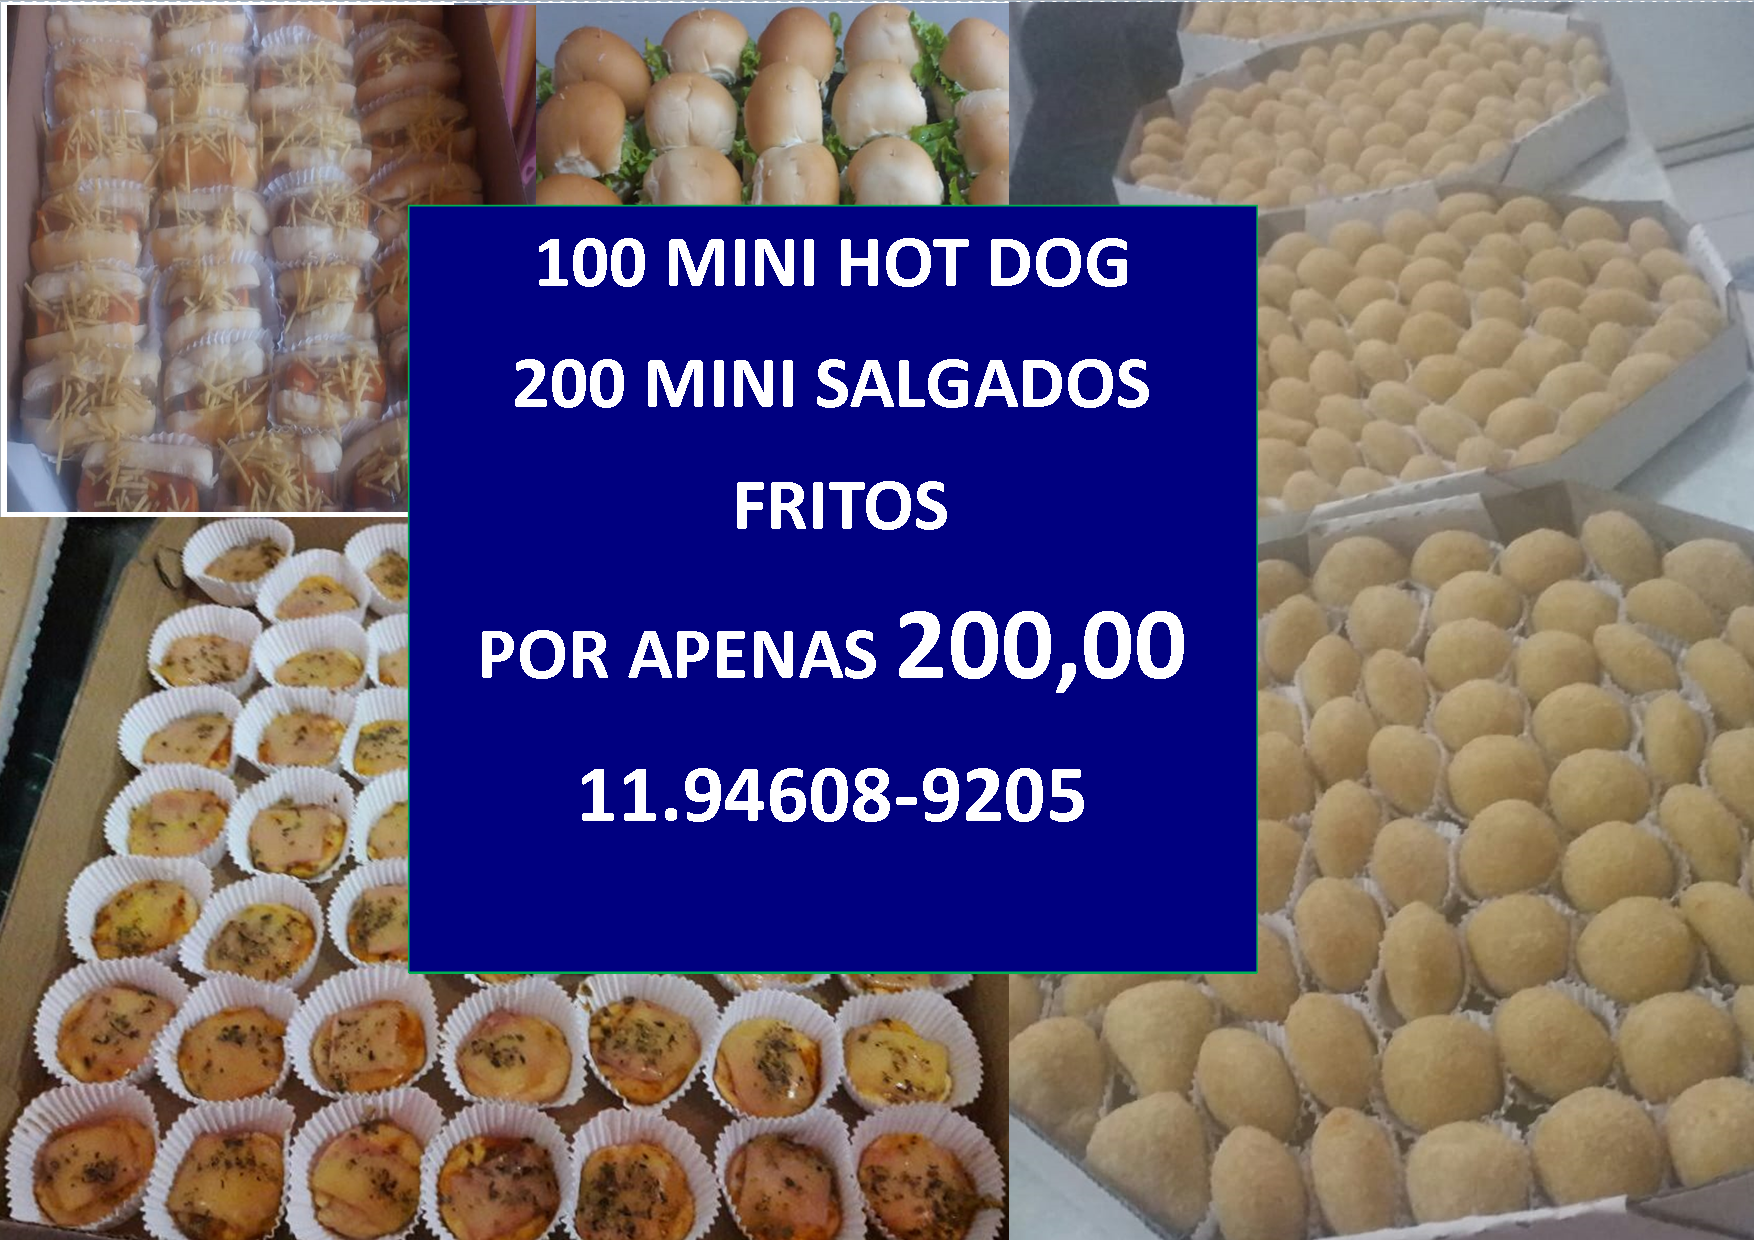 100 MINI HOT DOG
200 MINI SALGADOS
FRITOS
POR APENAS 200,00
11.94608-9205